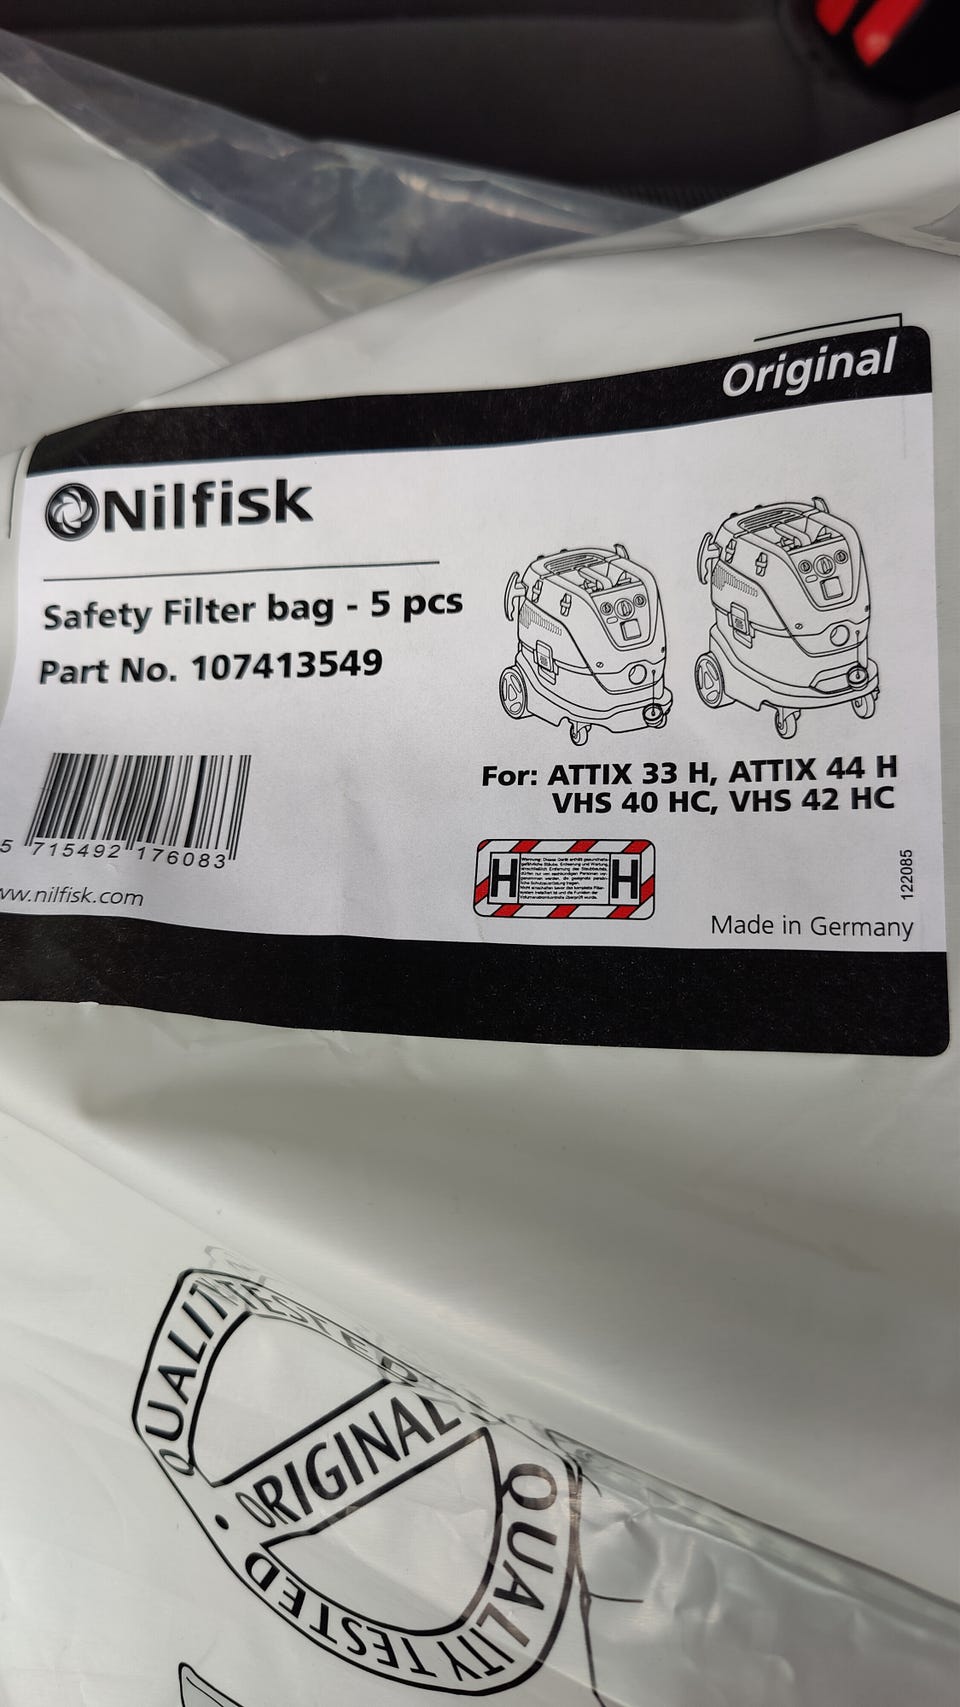 Original
Nilfisk
Safety Filter bag - 5 pcs
Part No. 107413549
For: ATTIX 33 H, ATTIX 44 H
VHS 40 HC, VHS 42 HC
5 715492 176083
H H
122085
www.nilfisk.com
Made in Germany
QUALITY TESTED
ORIGINAL
QUALITY TESTED